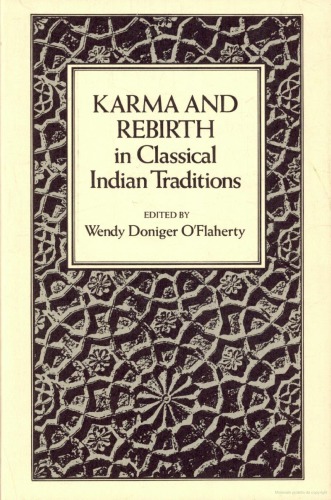 KARMA AND
REBIRTH
in Classical
Indian Traditions
EDITED BY
Wendy Doniger O'Flaherty